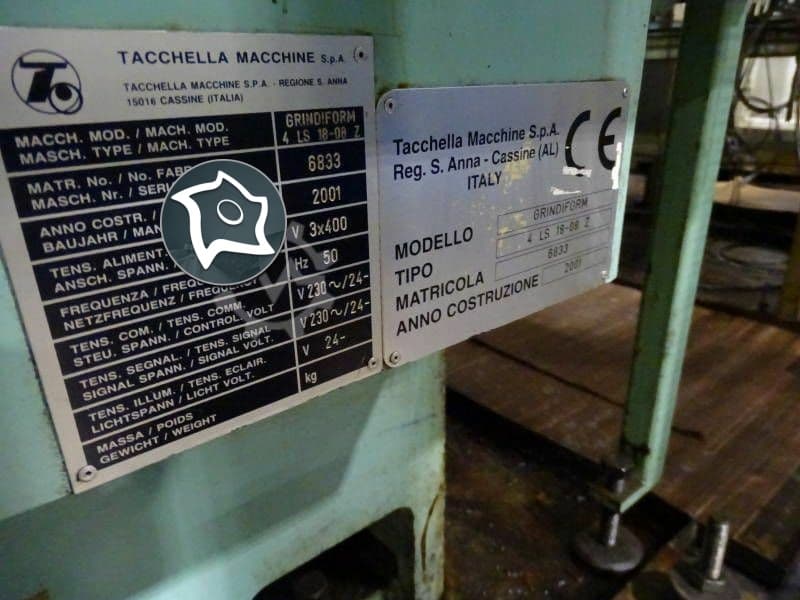 TACCHELLA MACCHINE S.p.A.
TACCHELLA MACCHINE S.P.A. - REGIONE S. ANNA
15016 CASSINE (ITALIA)
MACCH. MOD. / MACH. MOD.
MASCH. TYPE / MACH. TYPE
GRINDIFORM
4 LS 18-08 Z
MATR. No. / No. FABR
MASCH. Nr. / SERI
6833
ANNO COSTR. /
BAUJAHR / MAN
2001
TENS. ALIMENT.
ANSCH. SPANN. /
V 3x400
FREQUENZA / FREQU
NETZFREQUENZ / FREQUENC
Hz 50
TENS. COM. / TENS. COMM.
STEU. SPANN. / CONTROL. VOLT
V 230~/24-
TENS. SEGNAL. / TENS. SIGNAL
SIGNAL SPANN. / SIGNAL VOLT.
V 230~/24-
TENS. ILLUM. / TENS. ECLAIR.
LICHTSPANN / LICHT VOLT.
V 24-
MASSA / POIDS
GEWICHT / WEIGHT
kg
Tacchella Macchine S.p.A.
Reg. S. Anna - Cassine (AL)
ITALY
CE
MODELLO GRINDIFORM
TIPO 4 LS 18-08 Z
MATRICOLA 6833
ANNO COSTRUZIONE 2001